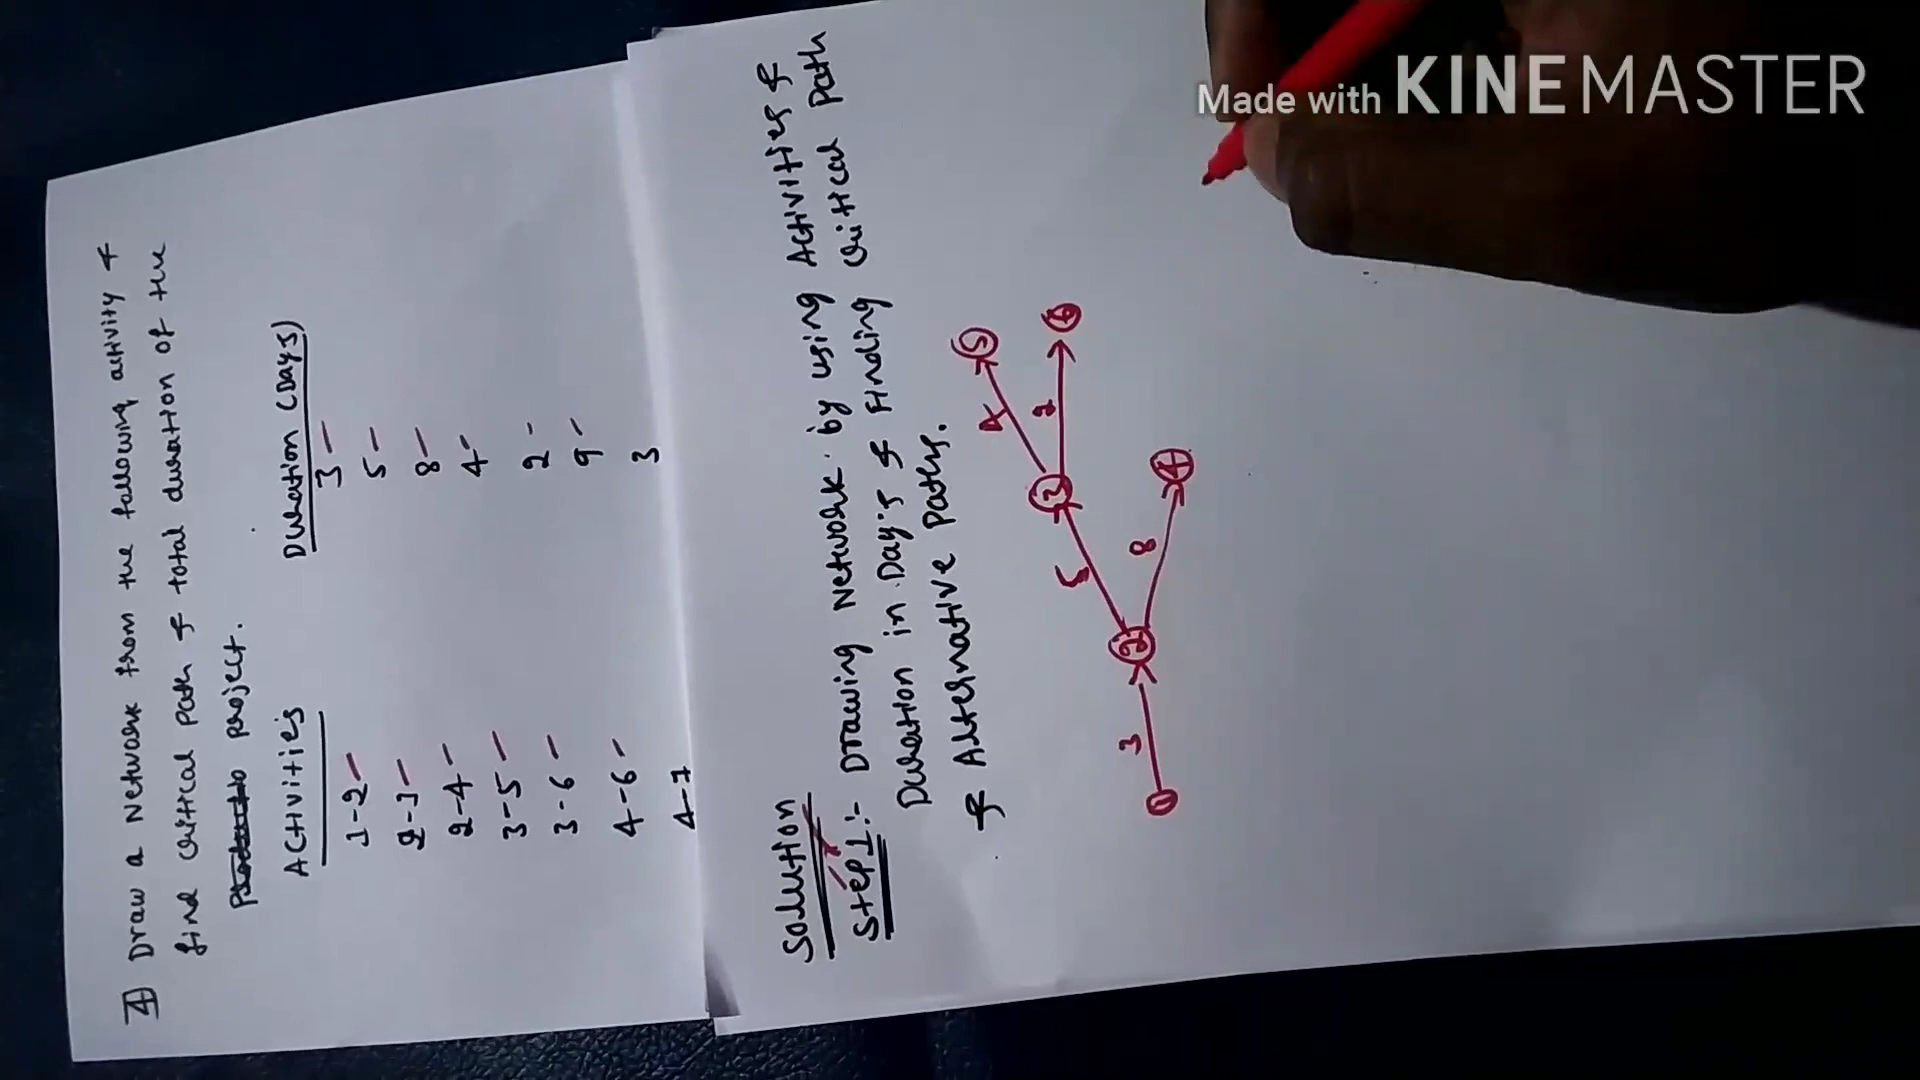 4 Draw a Network from the following activity &
find critical path & total duration of the
project.
Activities Duration (Days)
1-2 - 3 -
2-3 - 5 -
2-4 - 8 -
3-5 - 4 -
3-6 - 2 -
4-6 - 9 -
4-7 3
Solution
Step1:- Drawing Network by using Activities &
Duration in Day's & Finding Critical Path
& Alternative Paths.
1 3 2 5 3 4 5
2 6
8 4
Made with KINEMASTER